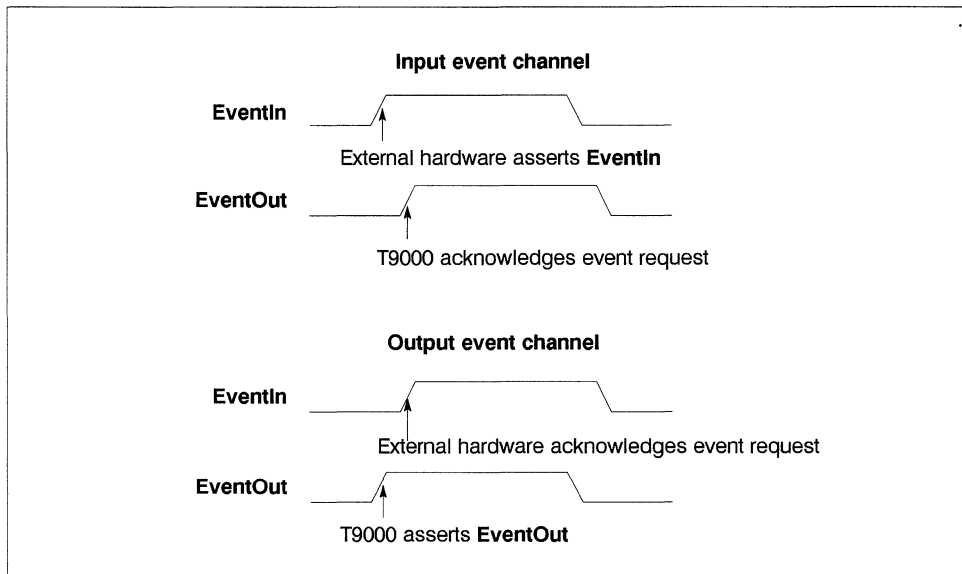 Input event channel
EventIn
External hardware asserts EventIn
EventOut
T9000 acknowledges event request
Output event channel
EventIn
External hardware acknowledges event request
EventOut
T9000 asserts EventOut